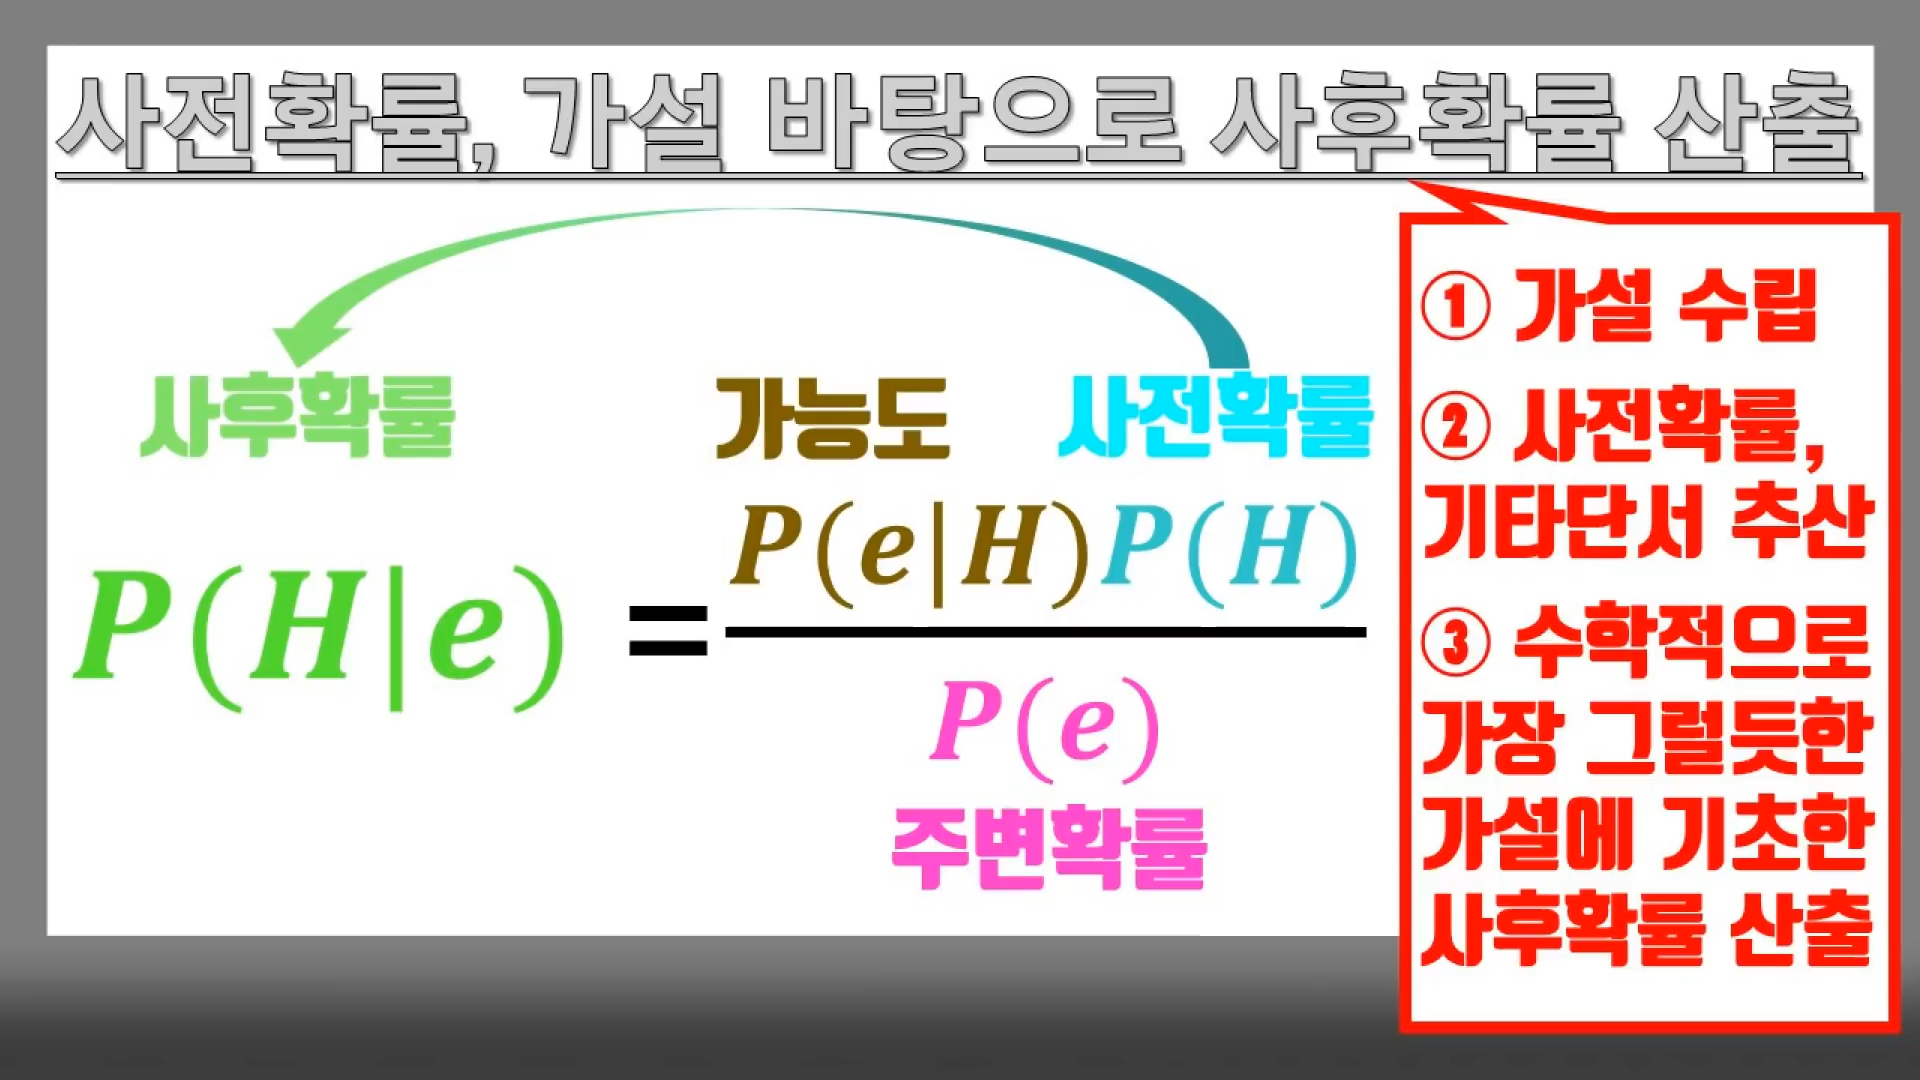 사전확률, 가설 바탕으로 사후확률 산출
사후확률
가능도
사전확률
P(H|e) = P(e|H)P(H)
P(e)
주변확률
① 가설 수립
② 사전확률,
기타단서 추산
③ 수학적으로
가장 그럴듯한
가설에 기초한
사후확률 산출